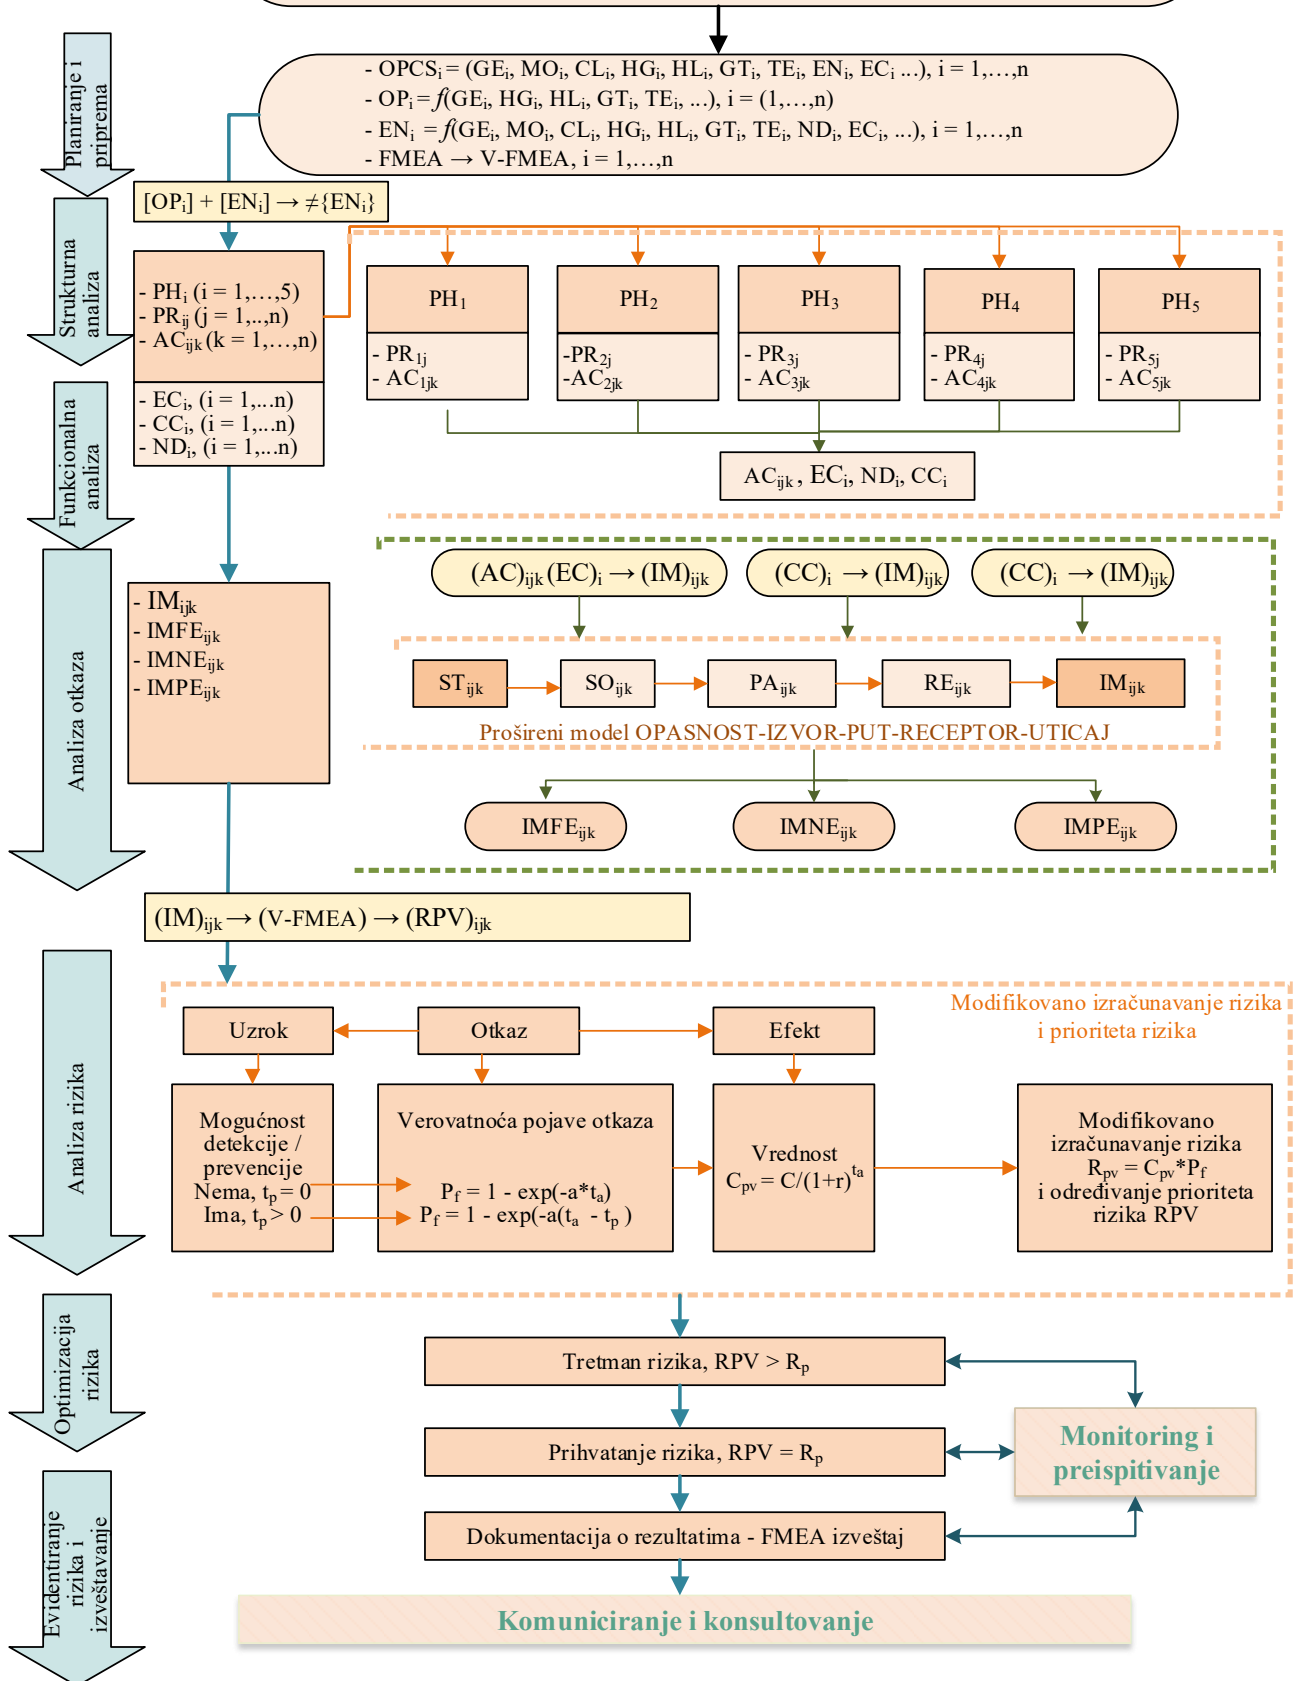 Planiranje i
priprema
- OPCSi = (GEi, MOi, CLi, HGi, HLi, GTi, TEi, ENi, ECi ...), i = 1,…,n
- OPi = f(GEi, HGi, HLi, GTi, TEi, ...), i = (1,…,n)
- ENi = f(GEi, MOi, CLi, HGi, HLi, GTi, TEi, NDi, ECi, ...), i = 1,…,n
- FMEA → V-FMEA, i = 1,…,n
[OPi] + [ENi] → ≠{ENi}
Strukturna
analiza
- PHi (i = 1,…,5)
- PRij (j = 1,..,n)
- ACijk (k = 1,…,n)
PH1
PH2
PH3
PH4
PH5
- PR1j
- AC1jk
-PR2j
-AC2jk
- PR3j
- AC3jk
- PR4j
- AC4jk
- PR5j
- AC5jk
Funkcionalna
analiza
- ECi, (i = 1,...n)
- CCi, (i = 1,...n)
- NDi, (i = 1,...n)
ACijk, ECi, NDi, CCi
Analiza otkaza
- IMijk
- IMFEijk
- IMNEijk
- IMPEijk
(AC)ijk (EC)i → (IM)ijk
(CC)i → (IM)ijk
(CC)i → (IM)ijk
STijk
SOijk
PAijk
REijk
IMijk
Prošireni model OPASNOST-IZVOR-PUT-RECEPTOR-UTICAJ
IMFEijk
IMNEijk
IMPEijk
(IM)ijk → (V-FMEA) → (RPV)ijk
Analiza rizika
Modifikovano izračunavanje rizika
i prioriteta rizika
Uzrok
Otkaz
Efekt
Mogućnost
detekcije /
prevencije
Nema, tp = 0
Ima, tp > 0
Verovatnoća pojave otkaza
Pf = 1 - exp(-a*ta)
Pf = 1 - exp(-a(ta - tp )
Vrednost
Cpv = C/(1+r)^ta
Modifikovano
izračunavanje rizika
Rpv = Cpv*Pf
i određivanje prioriteta
rizika RPV
Optimizacija
rizika
Tretman rizika, RPV > Rp
Prihvatanje rizika, RPV = Rp
Monitoring i
preispitivanje
Evidentiranje
rizika i
izveštavanje
Dokumentacija o rezultatima - FMEA izveštaj
Komuniciranje i konsultovanje